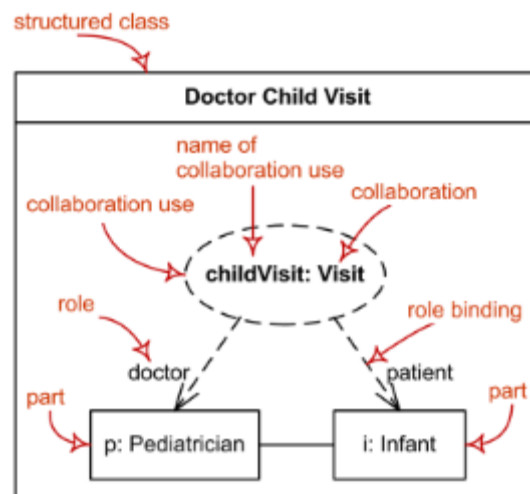 structured class
Doctor Child Visit
name of
collaboration use
collaboration use
collaboration
childVisit: Visit
role
role binding
doctor
patient
part
part
p: Pediatrician
i: Infant